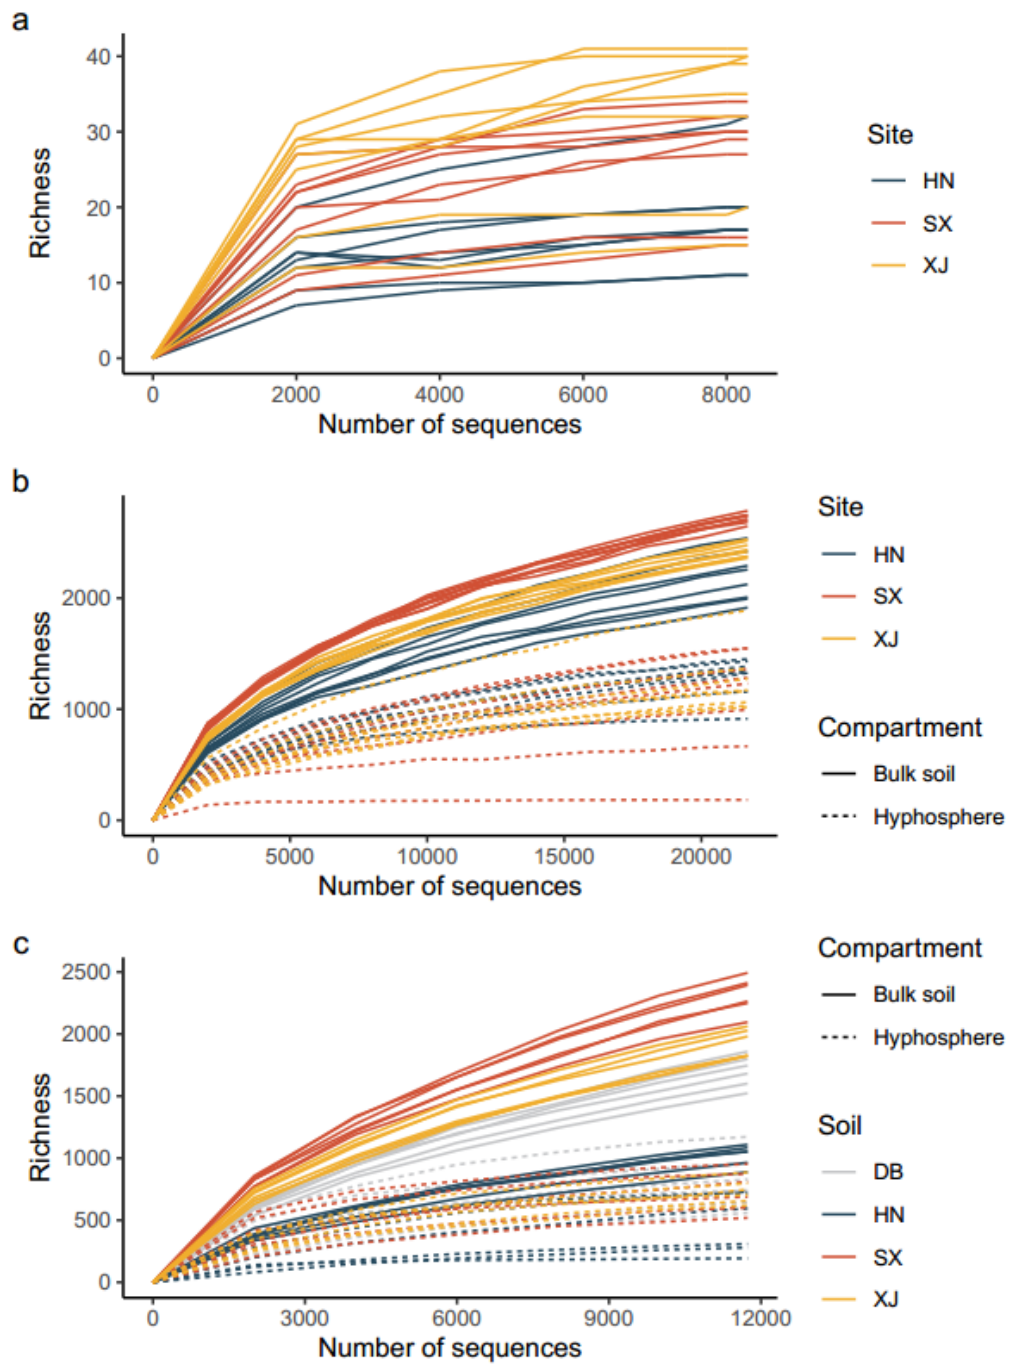 a
40
30
20
10
0
Richness
0 2000 4000 6000 8000
Number of sequences
Site
HN
SX
XJ
b
2000
1000
0
Richness
0 5000 10000 15000 20000
Number of sequences
Site
HN
SX
XJ
Compartment
Bulk soil
Hyphosphere
c
2500
2000
1500
1000
500
0
Richness
0 3000 6000 9000 12000
Number of sequences
Compartment
Bulk soil
Hyphosphere
Soil
DB
HN
SX
XJ